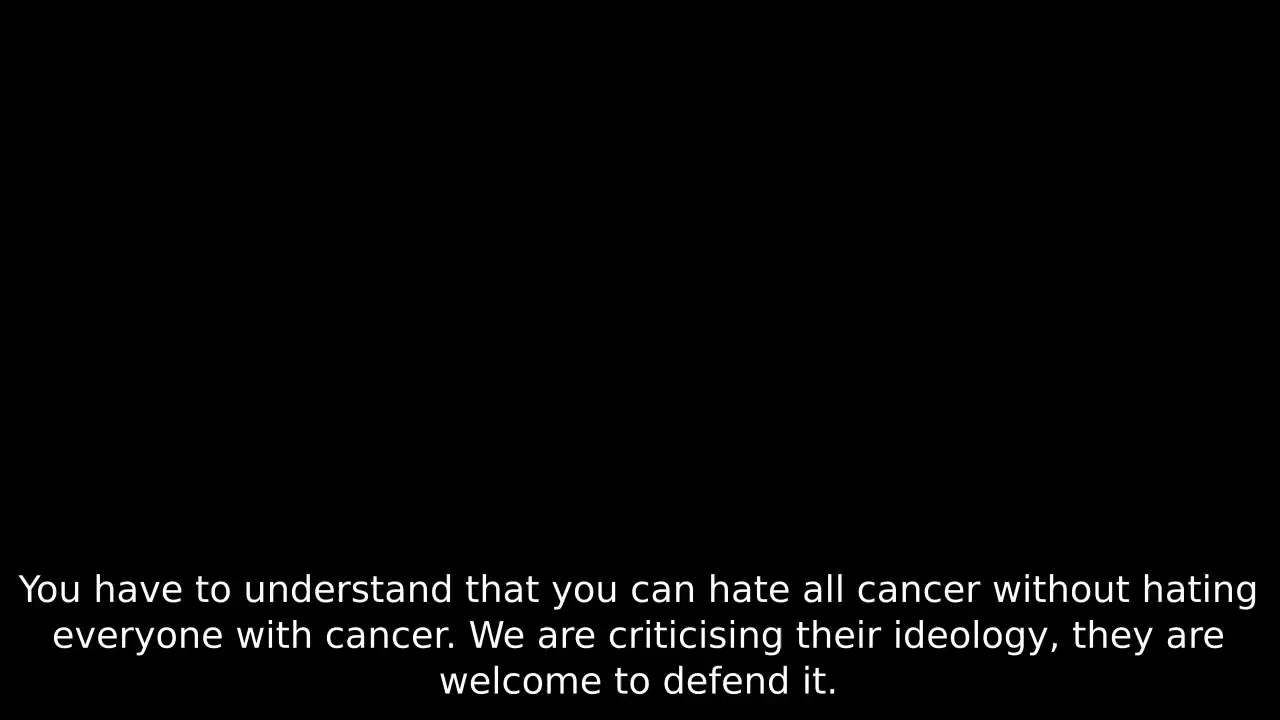 You have to understand that you can hate all cancer without hating
everyone with cancer. We are criticising their ideology, they are
welcome to defend it.